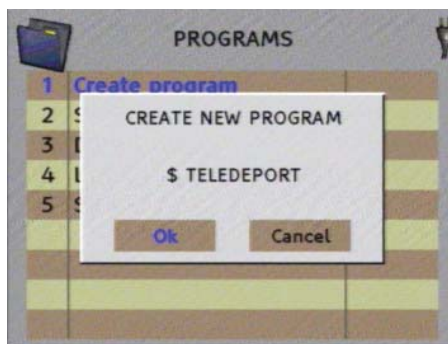 PROGRAMS
1 Create program
2 S
3 D
4 L
5 S
CREATE NEW PROGRAM
$ TELEDEPORT
Ok Cancel